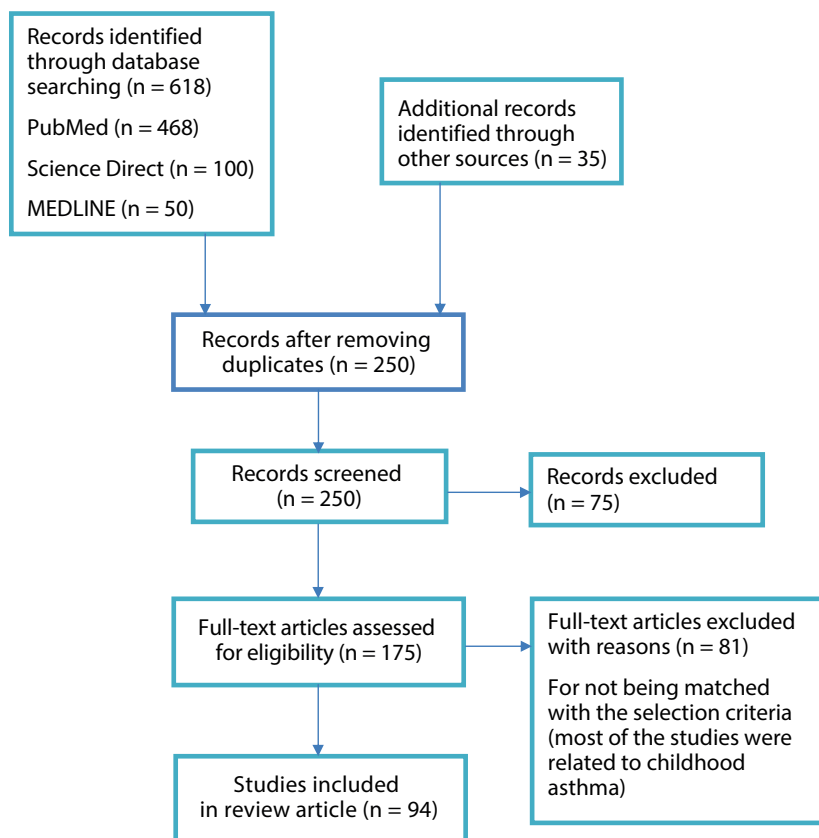 Records identified
through database
searching (n = 618)
PubMed (n = 468)
Science Direct (n = 100)
MEDLINE (n = 50)
Additional records
identified through
other sources (n = 35)
Records after removing
duplicates (n = 250)
Records screened
(n = 250)
Records excluded
(n = 75)
Full-text articles assessed
for eligibility (n = 175)
Full-text articles excluded
with reasons (n = 81)
For not being matched
with the selection criteria
(most of the studies were
related to childhood
asthma)
Studies included
in review article (n = 94)